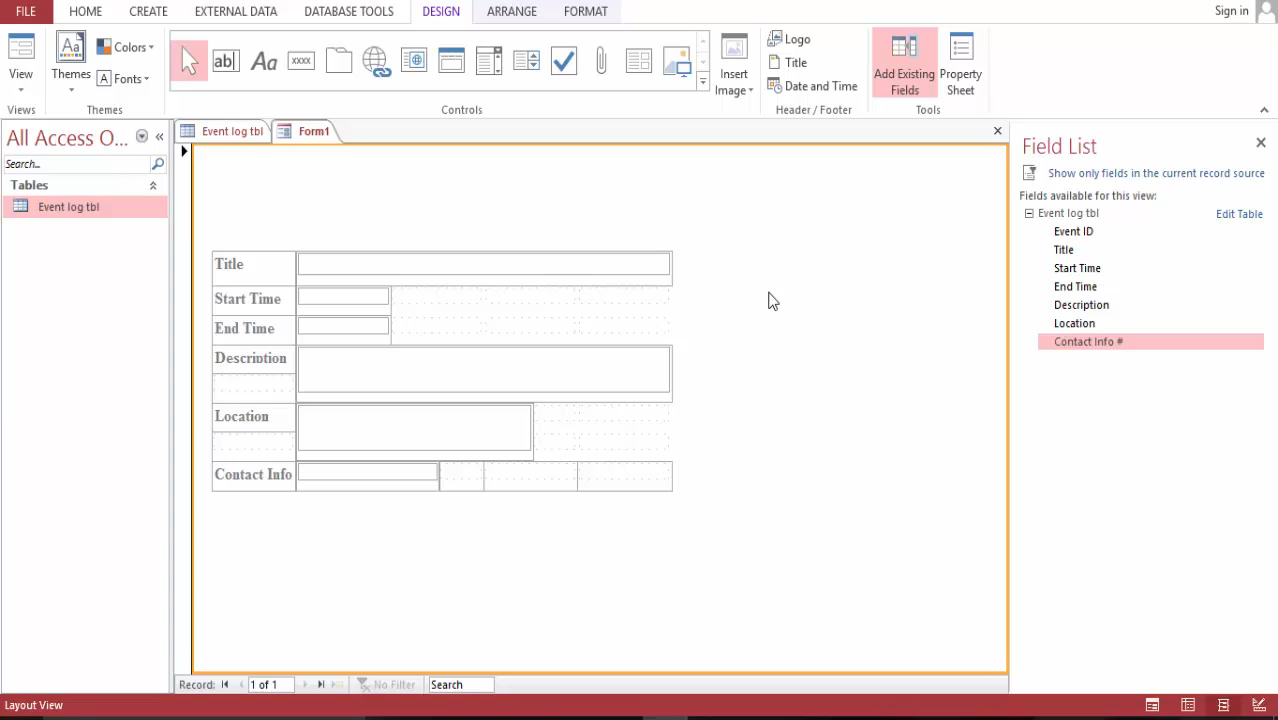 FILE HOME CREATE EXTERNAL DATA DATABASE TOOLS DESIGN ARRANGE FORMAT Sign in
View
Views
Aa
Themes
Colors
Fonts
Themes
ab
Aa
xxxx
Controls
Insert
Image
Logo
Title
Date and Time
Header / Footer
Add Existing
Fields
Property
Sheet
Tools
All Access O...
Search...
Tables
Event log tbl
Event log tbl Form1
Title
Start Time
End Time
Description
Location
Contact Info
Field List
Show only fields in the current record source
Fields available for this view:
Event log tbl Edit Table
Event ID
Title
Start Time
End Time
Description
Location
Contact Info #
Record: 1 of 1 No Filter Search
Layout View